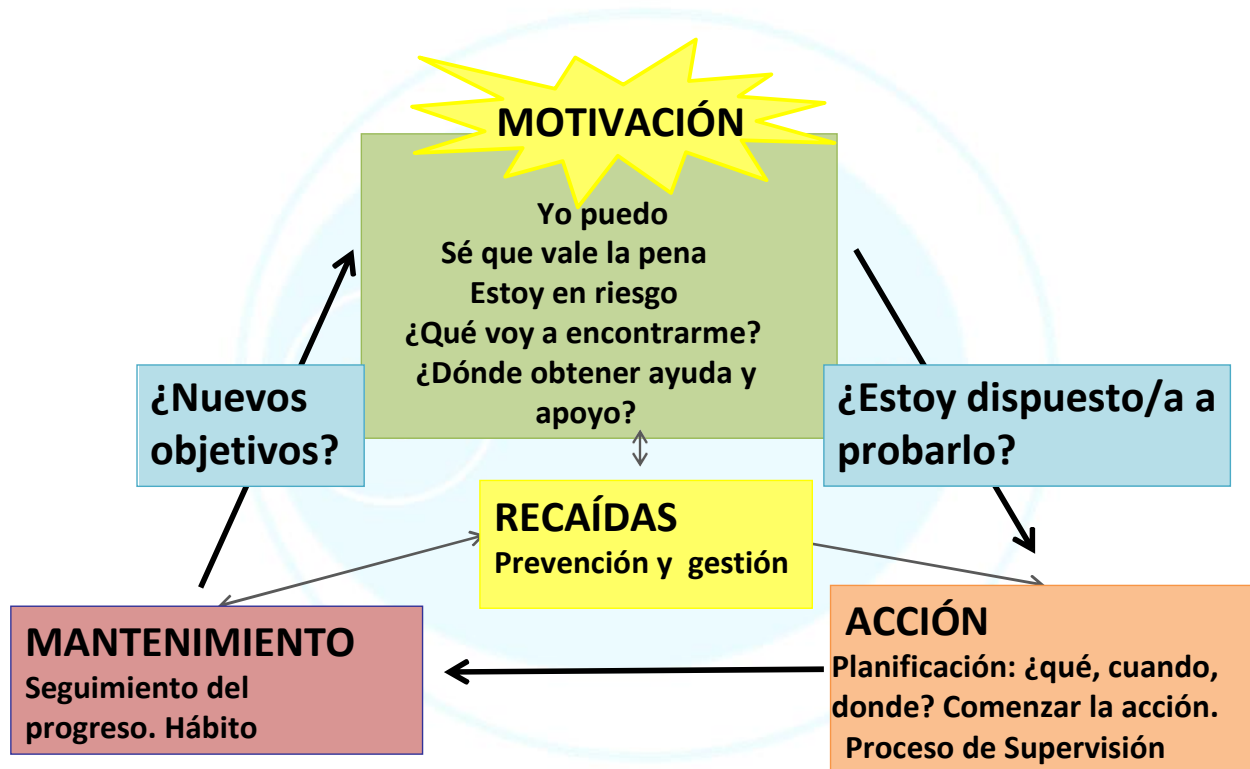 MOTIVACIÓN
Yo puedo
Sé que vale la pena
Estoy en riesgo
¿Qué voy a encontrarme?
¿Dónde obtener ayuda y
apoyo?
¿Nuevos
objetivos?
¿Estoy dispuesto/a a
probarlo?
RECAÍDAS
Prevención y gestión
MANTENIMIENTO
Seguimiento del
progreso. Hábito
ACCIÓN
Planificación: ¿qué, cuando,
donde? Comenzar la acción.
Proceso de Supervisión